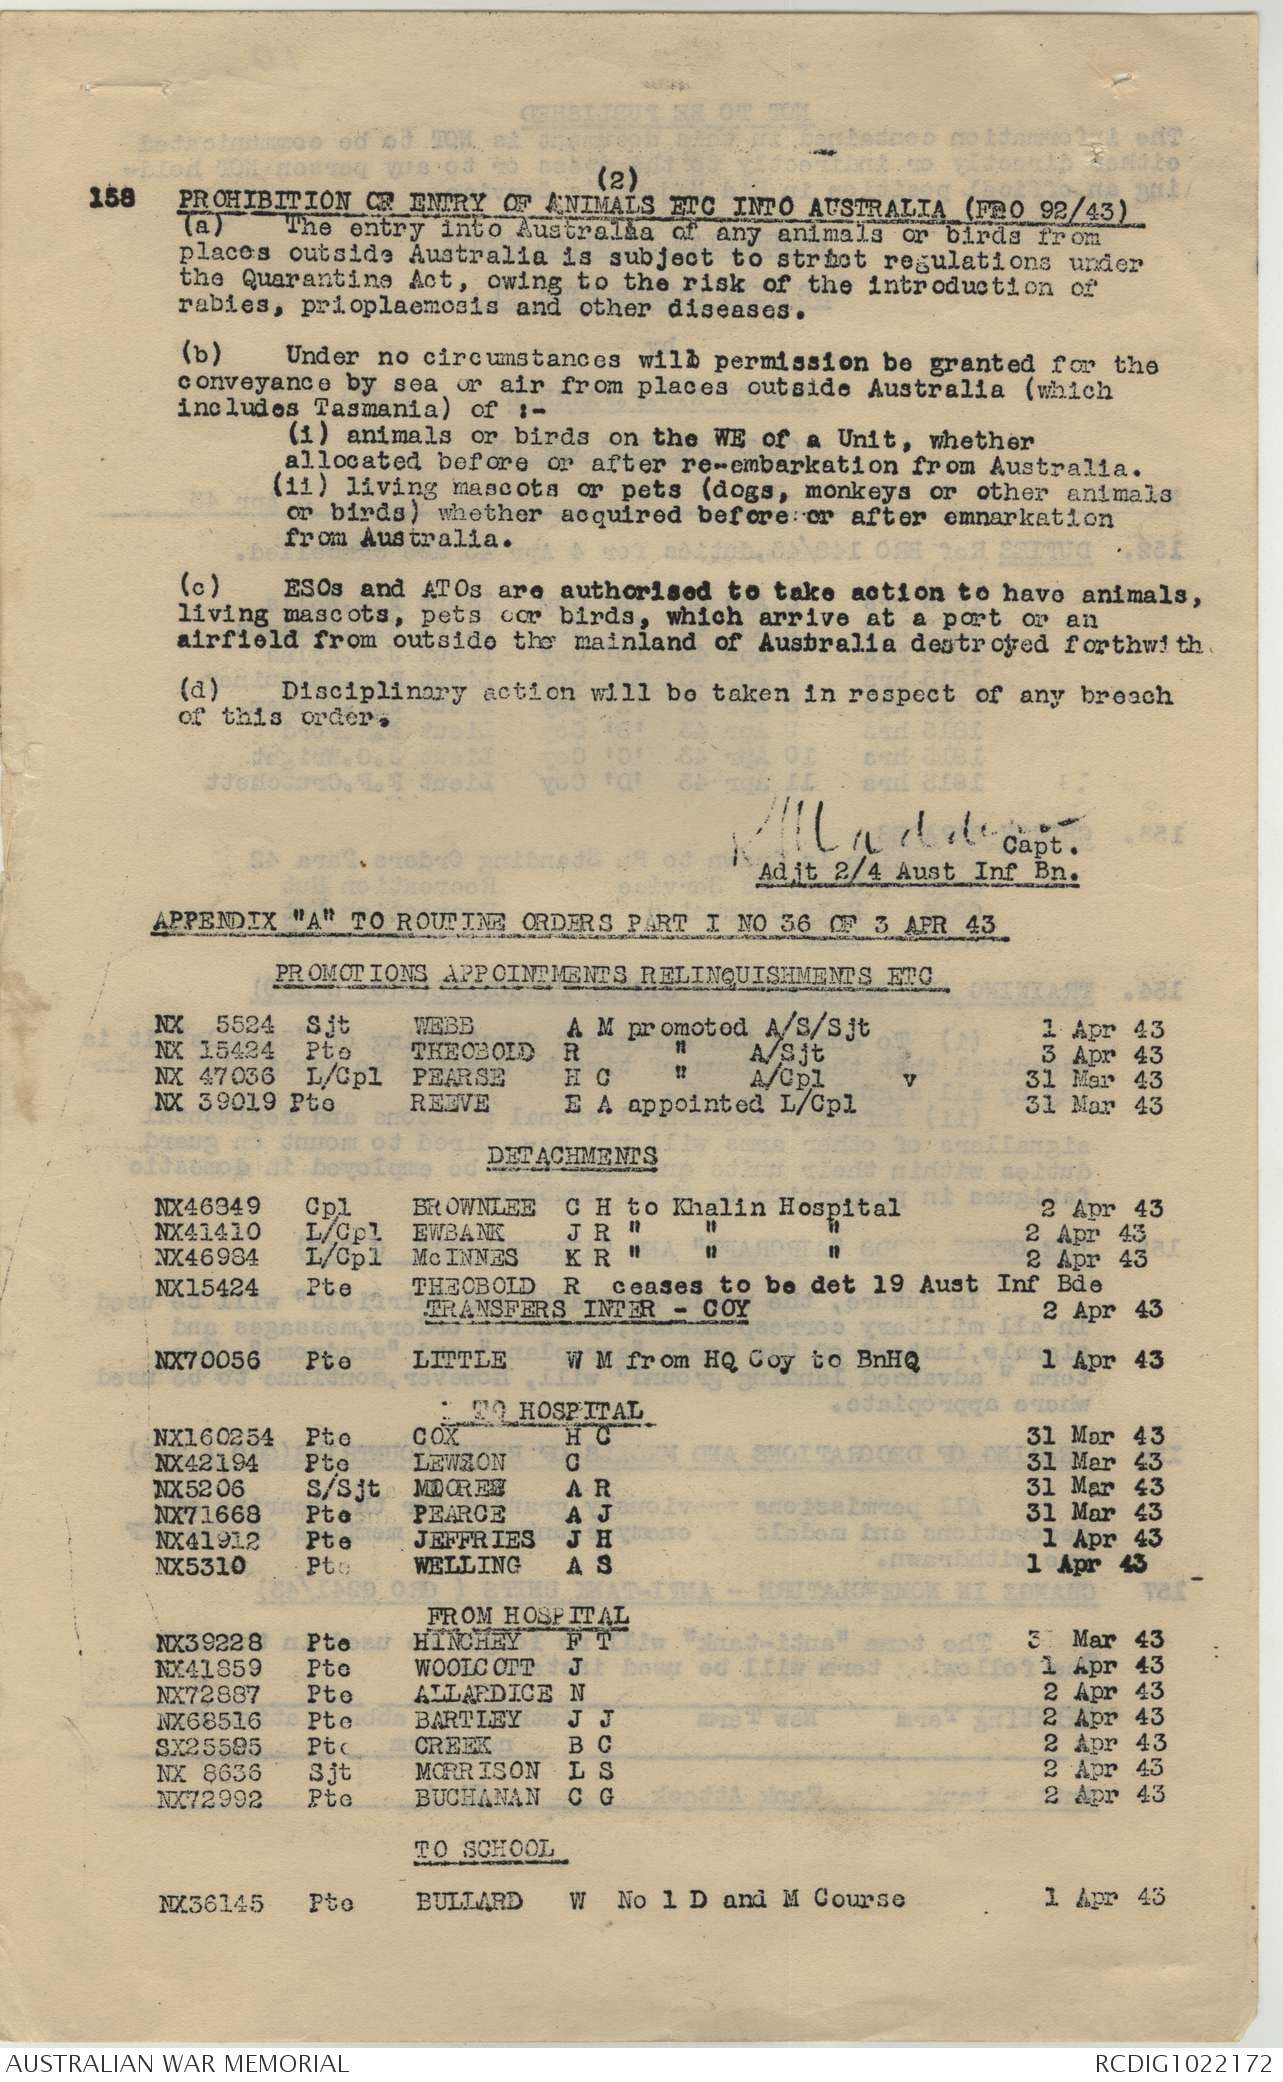 (2)
158 PROHIBITION OF ENTRY OF ANIMALS ETC INTO AUSTRALIA (FRO 92/43)
(a) The entry into Australia of any animals or birds from
places outside Australia is subject to strict regulations under
the Quarantine Act, owing to the risk of the introduction of
rabies, prioplaemosis and other diseases.
(b) Under no circumstances will permission be granted for the
conveyance by sea or air from places outside Australia (which
includes Tasmania) of :-
(i) animals or birds on the WE of a Unit, whether
allocated before or after re-embarkation from Australia.
(ii) living mascots or pets (dogs, monkeys or other animals
or birds) whether acquired before or after emnarkation
from Australia.
(c) ESOs and ATOs are authorised to take action to have animals,
living mascots, pets oor birds, which arrive at a port or an
airfield from outside the mainland of Australia destroyed forthwith.
(d) Disciplinary action will be taken in respect of any breach
of this order.
Capt.
Adjt 2/4 Aust Inf Bn.
APPENDIX "A" TO ROUTINE ORDERS PART I NO 36 OF 3 APR 43
PROMOTIONS APPOINTMENTS RELINQUISHMENTS ETC
NX 5524 Sjt WEBB A M promoted A/S/Sjt 1 Apr 43
NX 15424 Pte THEOBOLD R " A/Sjt 3 Apr 43
NX 47036 L/Cpl PEARSE H C " A/Cpl v 31 Mar 43
NX 39019 Pte REEVE E A appointed L/Cpl 31 Mar 43
DETACHMENTS
NX46849 Cpl BROWNLEE C H to Khalin Hospital 2 Apr 43
NX41410 L/Cpl EWBANK J R " " " 2 Apr 43
NX46984 L/Cpl McINNES K R " " " 2 Apr 43
NX15424 Pte THEOBOLD R ceases to be det 19 Aust Inf Bde
TRANSFERS INTER - COY 2 Apr 43
NX70056 Pte LITTLE W M from HQ Coy to BnHQ 1 Apr 43
TO HOSPITAL
NX160254 Pte COX H C 31 Mar 43
NX42194 Pte C 31 Mar 43
NX5206 S/Sjt A R 31 Mar 43
NX71668 Pte PEARCE A J 31 Mar 43
NX41912 Pte JEFFRIES J H 1 Apr 43
NX5310 Pte WELLING A S 1 Apr 43
FROM HOSPITAL
NX39228 Pte HINCHEY F T 3 Mar 43
NX41859 Pte WOOLCOTT J 1 Apr 43
NX72887 Pte ALLARDICE N 2 Apr 43
NX68516 Pte BARTLEY J J 2 Apr 43
SX25585 Pte CREEK B C 2 Apr 43
NX 8636 Sjt MORRISON L S 2 Apr 43
NX72992 Pte BUCHANAN C G 2 Apr 43
TO SCHOOL
NX36145 Pte BULLARD W No 1 D and M Course 1 Apr 43
AUSTRALIAN WAR MEMORIAL RCDIG1022172